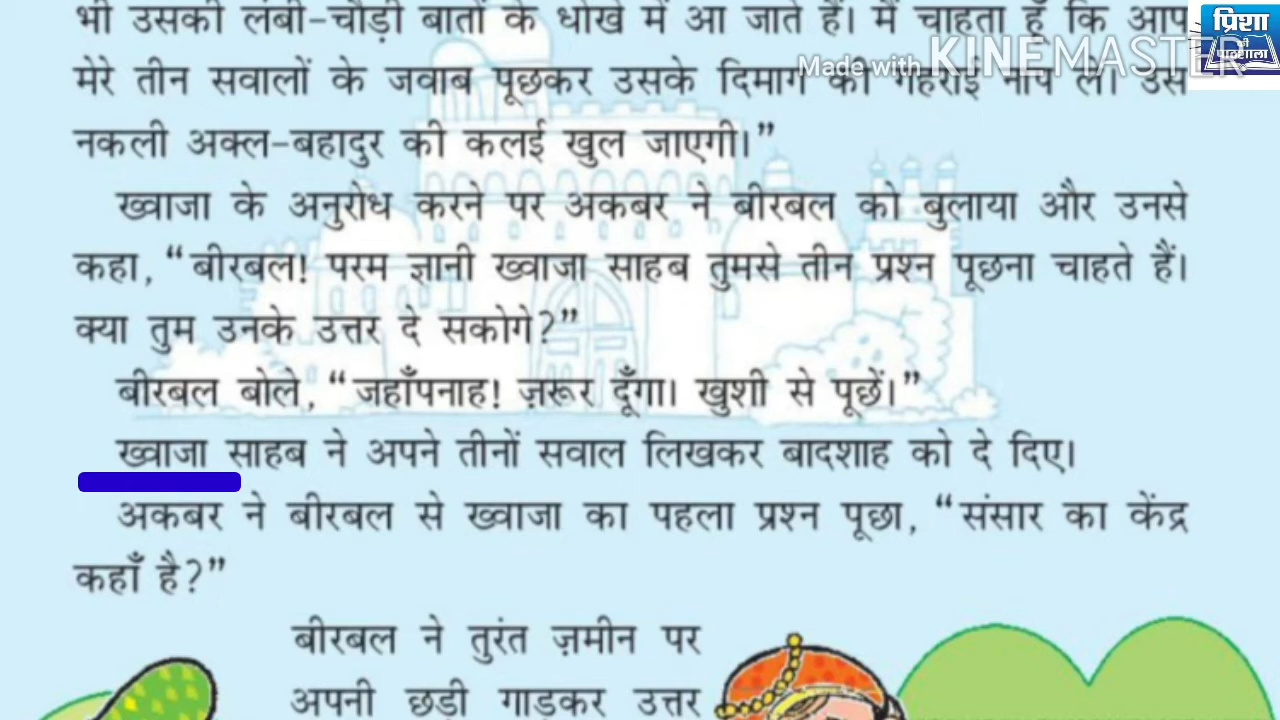 भी उसकी लंबी-चौड़ी बातों के धोखे में आ जाते हैं। मैं चाहता हूँ कि आप
मेरे तीन सवालों के जवाब पूछकर उसके दिमाग की गहराई नाप लें। उस
नकली अक्ल-बहादुर की कलई खुल जाएगी।”
ख्वाजा के अनुरोध करने पर अकबर ने बीरबल को बुलाया और उनसे
कहा, “बीरबल! परम ज्ञानी ख्वाजा साहब तुमसे तीन प्रश्न पूछना चाहते हैं।
क्या तुम उनके उत्तर दे सकोगे?”
बीरबल बोले, “जहाँपनाह! ज़रूर दूँगा। खुशी से पूछें।”
ख्वाजा साहब ने अपने तीनों सवाल लिखकर बादशाह को दे दिए।
अकबर ने बीरबल से ख्वाजा का पहला प्रश्न पूछा, “संसार का केंद्र
कहाँ है?”
बीरबल ने तुरंत ज़मीन पर
अपनी छड़ी गाड़कर उत्तर
Made with KINEMASTER
प्रिशा
की
पाठशाला